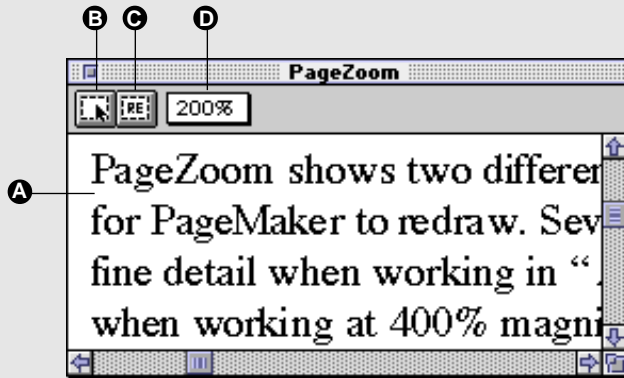 B C D
PageZoom
RE 200%
A
PageZoom shows two differen
for PageMaker to redraw. Sev
fine detail when working in “
when working at 400% magni